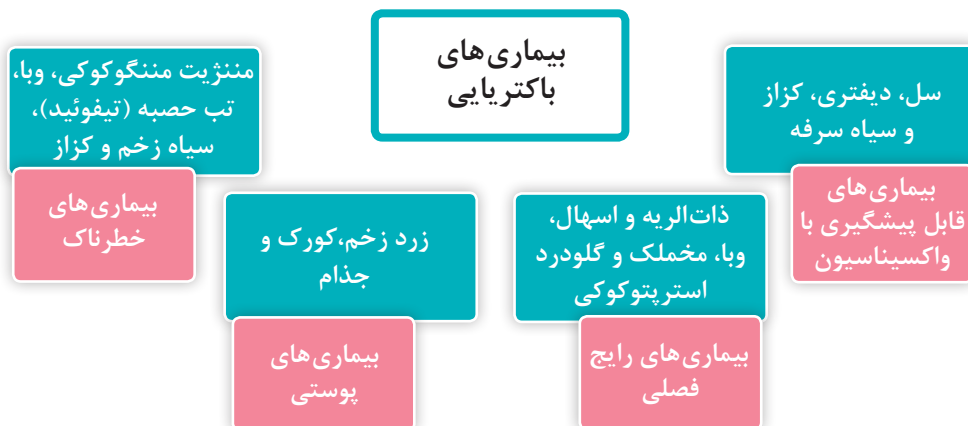 بیماری‌های
باکتریایی
سل، دیفتری، کزاز
و سیاه سرفه
بیماری‌های
قابل پیشگیری با
واکسیناسیون
ذات‌الریه و اسهال،
وبا، مخملک و گلودرد
استرپتوکوکی
بیماری‌های رایج
فصلی
زرد زخم،کورک و
جذام
بیماری‌های
پوستی
مننژیت مننگوکوکی، وبا،
تب حصبه (تیفوئید)،
سیاه زخم و کزاز
بیماری‌های
خطرناک